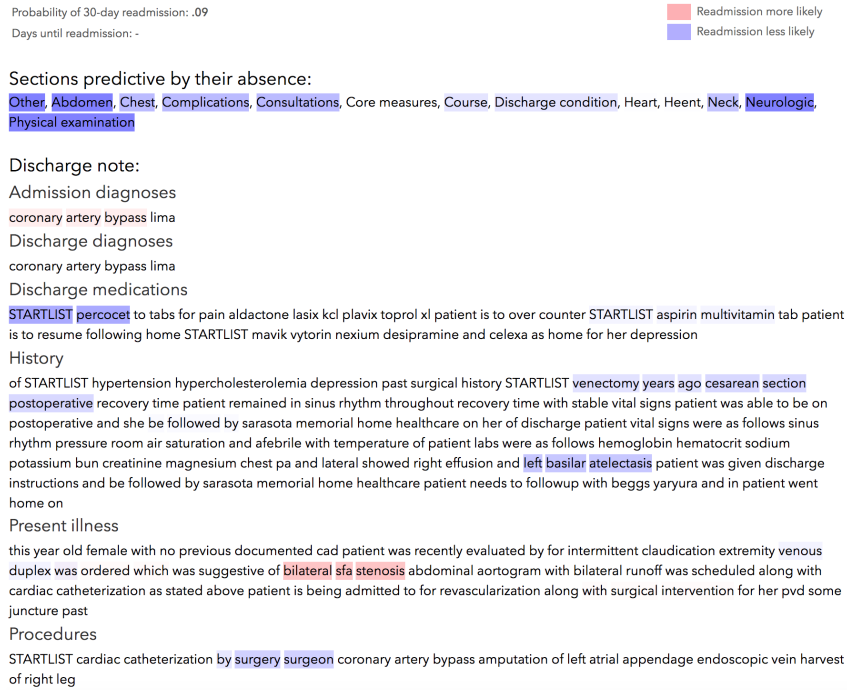 Probability of 30-day readmission: .09
Days until readmission: -
Readmission more likely
Readmission less likely
Sections predictive by their absence:
Other, Abdomen, Chest, Complications, Consultations, Core measures, Course, Discharge condition, Heart, Heent, Neck, Neurologic,
Physical examination
Discharge note:
Admission diagnoses
coronary artery bypass lima
Discharge diagnoses
coronary artery bypass lima
Discharge medications
STARTLIST percocet to tabs for pain aldactone lasix kcl plavix toprol xl patient is to over counter STARTLIST aspirin multivitamin tab patient
is to resume following home STARTLIST mavik vytorin nexium desipramine and celexa as home for her depression
History
of STARTLIST hypertension hypercholesterolemia depression past surgical history STARTLIST venectomy years ago cesarean section
postoperative recovery time patient remained in sinus rhythm throughout recovery time with stable vital signs patient was able to be on
postoperative and she be followed by sarasota memorial home healthcare on her of discharge patient vital signs were as follows sinus
rhythm pressure room air saturation and afebrile with temperature of patient labs were as follows hemoglobin hematocrit sodium
potassium bun creatinine magnesium chest pa and lateral showed right effusion and left basilar atelectasis patient was given discharge
instructions and be followed by sarasota memorial home healthcare patient needs to followup with beggs yaryura and in patient went
home on
Present illness
this year old female with no previous documented cad patient was recently evaluated by for intermittent claudication extremity venous
duplex was ordered which was suggestive of bilateral sfa stenosis abdominal aortogram with bilateral runoff was scheduled along with
cardiac catheterization as stated above patient is being admitted to for revascularization along with surgical intervention for her pvd some
juncture past
Procedures
STARTLIST cardiac catheterization by surgery surgeon coronary artery bypass amputation of left atrial appendage endoscopic vein harvest
of right leg